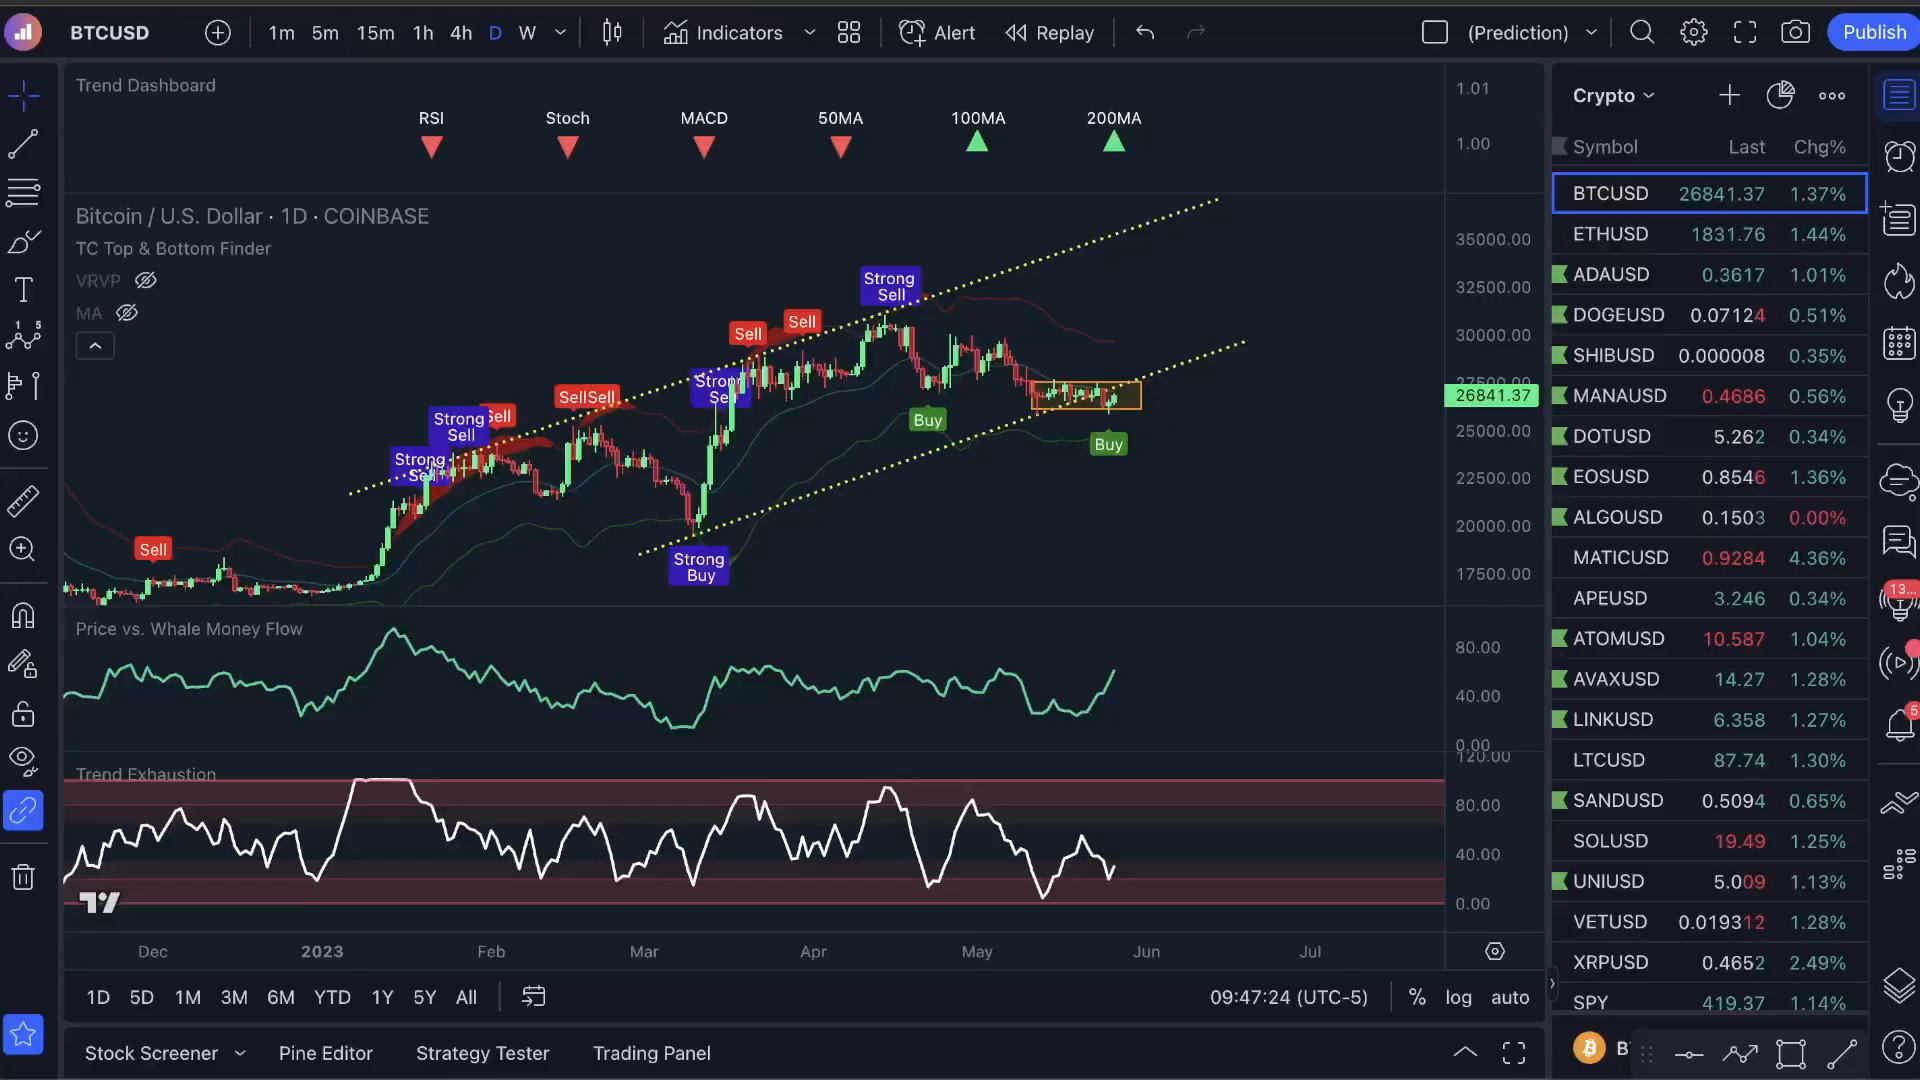 BTCUSD 1m 5m 15m 1h 4h D W Indicators Alert Replay (Prediction) Publish
Trend Dashboard
RSI Stoch MACD 50MA 100MA 200MA
1.01
1.00
Bitcoin / U.S. Dollar · 1D · COINBASE
TC Top & Bottom Finder
VRVP
MA
Strong
Sell
Sell
Sell
Strong
Sell
SellSell
Strong
Sell
Sell
Strong
Sell
Sell
Buy
Buy
Strong
Buy
35000.00
32500.00
30000.00
27500.00
26841.37
25000.00
22500.00
20000.00
17500.00
Price vs. Whale Money Flow
80.00
40.00
0.00
Trend Exhaustion
120.00
80.00
40.00
0.00
Dec 2023 Feb Mar Apr May Jun Jul
1D 5D 1M 3M 6M YTD 1Y 5Y All 09:47:24 (UTC-5) % log auto
Stock Screener Pine Editor Strategy Tester Trading Panel
Crypto
Symbol Last Chg%
BTCUSD 26841.37 1.37%
ETHUSD 1831.76 1.44%
ADAUSD 0.3617 1.01%
DOGEUSD 0.07124 0.51%
SHIBUSD 0.000008 0.35%
MANAUSD 0.4686 0.56%
DOTUSD 5.262 0.34%
EOSUSD 0.8546 1.36%
ALGOUSD 0.1503 0.00%
MATICUSD 0.9284 4.36%
APEUSD 3.246 0.34%
ATOMUSD 10.587 1.04%
AVAXUSD 14.27 1.28%
LINKUSD 6.358 1.27%
LTCUSD 87.74 1.30%
SANDUSD 0.5094 0.65%
SOLUSD 19.49 1.25%
UNIUSD 5.009 1.13%
VETUSD 0.019312 1.28%
XRPUSD 0.4652 2.49%
SPY 419.37 1.14%
13...
5